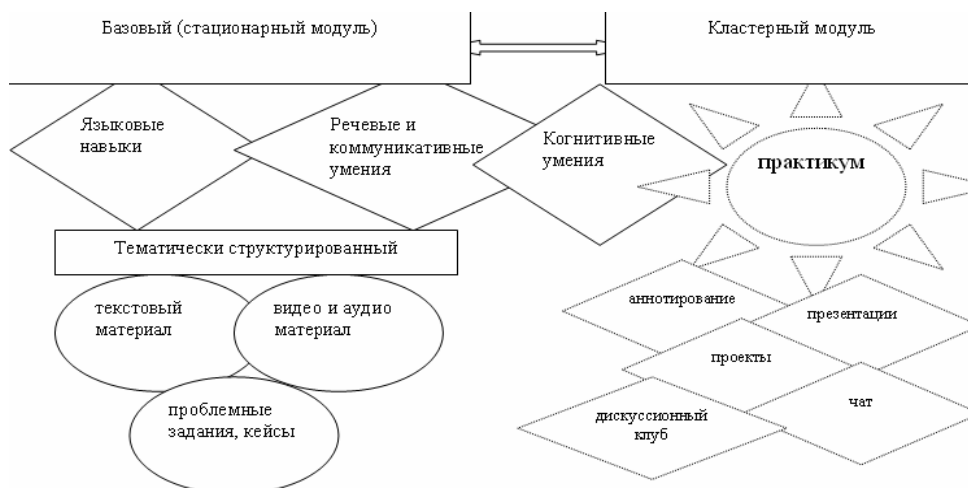 Базовый (стационарный модуль)
Кластерный модуль
Языковые
навыки
Речевые и
коммуникативные
умения
Когнитивные
умения
практикум
Тематически структурированный
текстовый
материал
видео и аудио
материал
проблемные
задания, кейсы
аннотирование
презентации
проекты
чат
дискуссионный
клуб